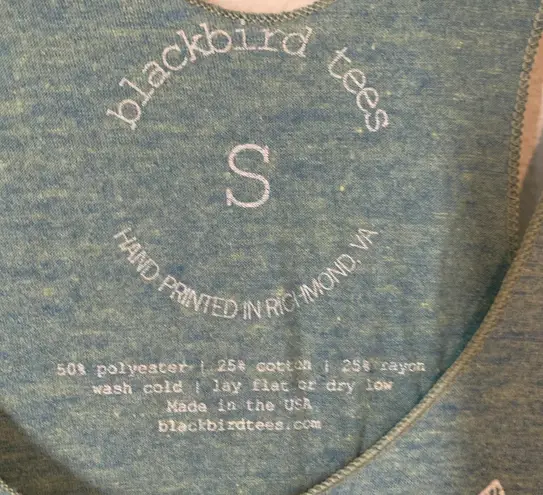 blackbird tees
S
HAND PRINTED IN RICHMOND, VA
50% polyester | 25% cotton | 25% rayon
wash cold | lay flat or dry low
Made in the USA
blackbirdtees.com